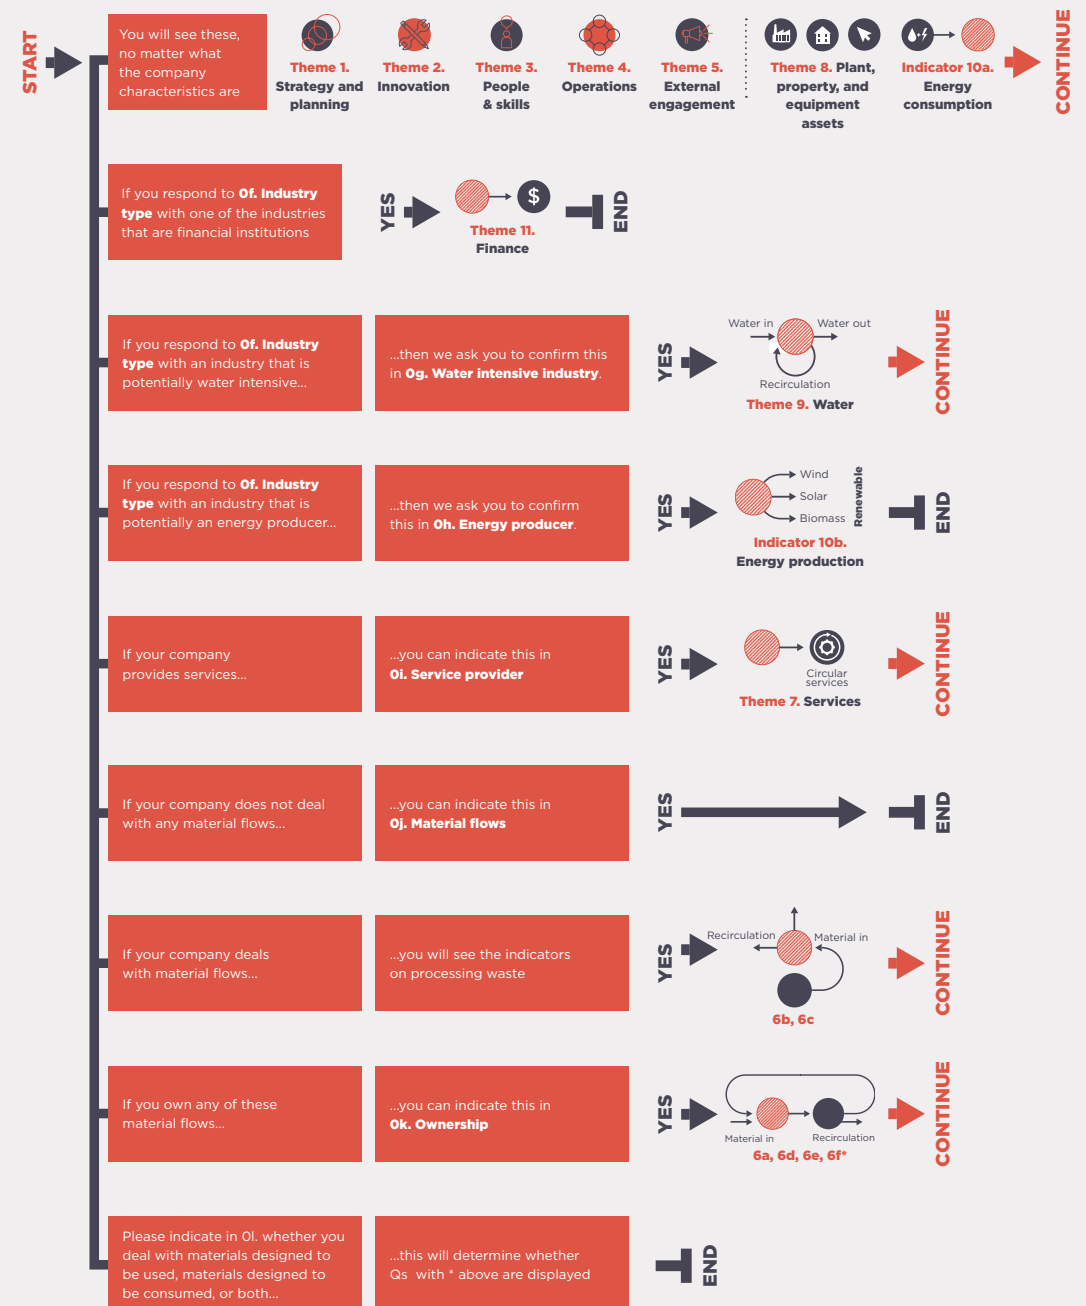 START
You will see these,
no matter what
the company
characteristics are
Theme 1.
Strategy and
planning
Theme 2.
Innovation
Theme 3.
People
& skills
Theme 4.
Operations
Theme 5.
External
engagement
Theme 8. Plant,
property, and
equipment
assets
Indicator 10a.
Energy
consumption
CONTINUE
If you respond to 0f. Industry
type with one of the industries
that are financial institutions
YES
$
Theme 11.
Finance
END
If you respond to 0f. Industry
type with an industry that is
potentially water intensive...
...then we ask you to confirm this
in 0g. Water intensive industry.
YES
Water in
Water out
Recirculation
Theme 9. Water
CONTINUE
If you respond to 0f. Industry
type with an industry that is
potentially an energy producer...
...then we ask you to confirm
this in 0h. Energy producer.
YES
Wind
Solar
Biomass
Renewable
Indicator 10b.
Energy production
END
If your company
provides services...
...you can indicate this in
0i. Service provider
YES
Circular
services
Theme 7. Services
CONTINUE
If your company does not deal
with any material flows...
...you can indicate this in
0j. Material flows
YES
END
If your company deals
with material flows...
...you will see the indicators
on processing waste
YES
Recirculation
Material in
6b, 6c
CONTINUE
If you own any of these
material flows...
...you can indicate this in
0k. Ownership
YES
Material in
Recirculation
6a, 6d, 6e, 6f*
CONTINUE
Please indicate in 0l. whether you
deal with materials designed to
be used, materials designed to
be consumed, or both...
...this will determine whether
Qs with * above are displayed
END